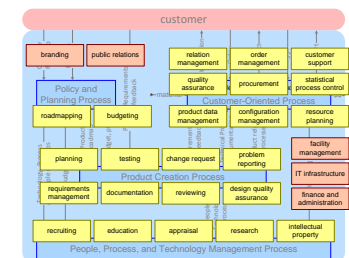 customer
branding
public relations
relation
management
order
management
customer
support
quality
assurance
procurement
statistical
process control
Policy and
Planning Process
Customer-Oriented Process
roadmapping
budgeting
product data
management
configuration
management
resource
planning
planning
testing
change request
problem
reporting
facility
management
Product Creation Process
IT infrastructure
requirements
management
documentation
reviewing
design quality
assurance
finance and
administration
recruiting
education
appraisal
research
intellectual
property
People, Process, and Technology Management Process